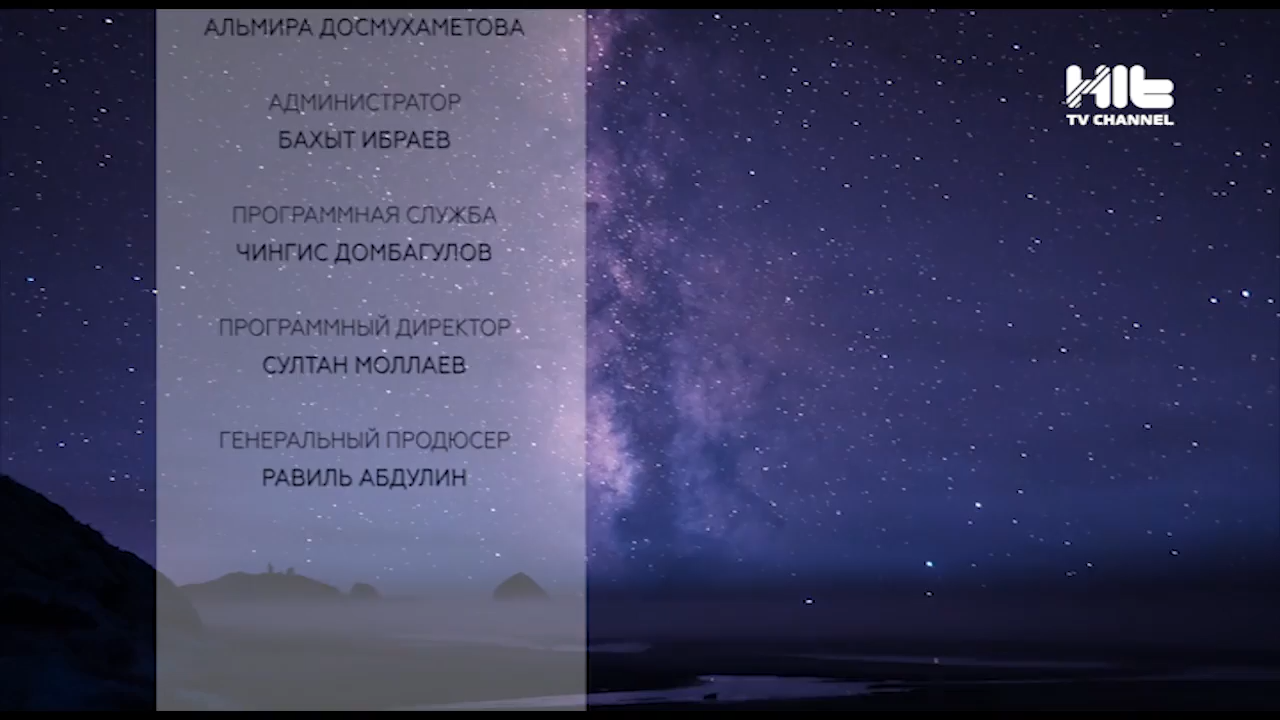 АЛЬМИРА ДОСМУХАМЕТОВА
АДМИНИСТРАТОР
БАХЫТ ИБРАЕВ
ПРОГРАММНАЯ СЛУЖБА
ЧИНГИС ДОМБАГУЛОВ
ПРОГРАММНЫЙ ДИРЕКТОР
СУЛТАН МОЛЛАЕВ
ГЕНЕРАЛЬНЫЙ ПРОДЮСЕР
РАВИЛЬ АБДУЛИН
HIt
TV CHANNEL